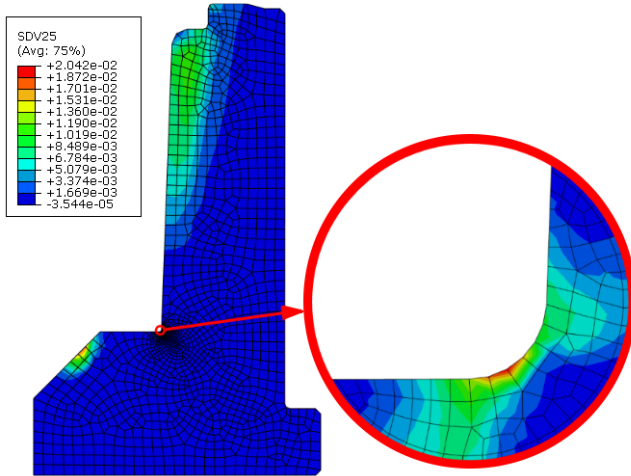 SDV25
(Avg: 75%)
+2.042e-02
+1.872e-02
+1.701e-02
+1.531e-02
+1.360e-02
+1.190e-02
+1.019e-02
+8.489e-03
+6.784e-03
+5.079e-03
+3.374e-03
+1.669e-03
-3.544e-05